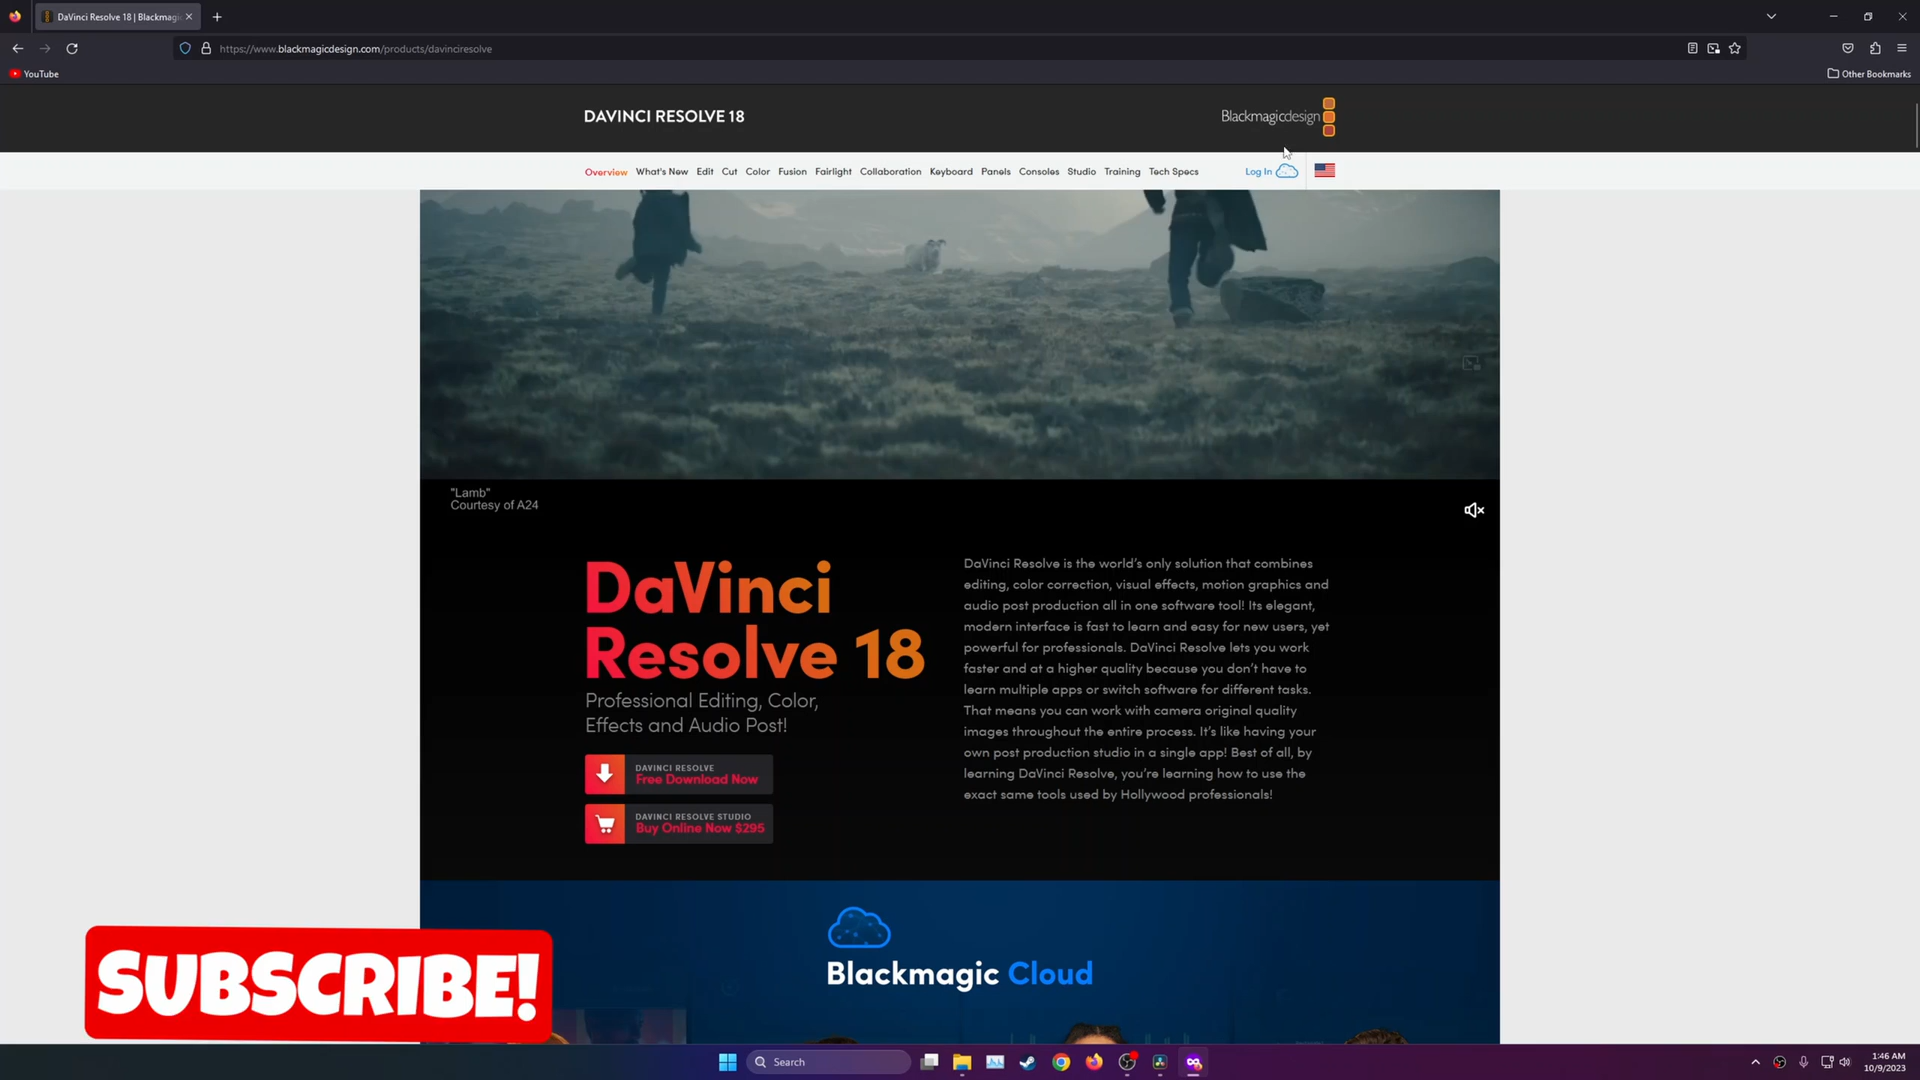 DaVinci Resolve 18 | Blackmagic
https://www.blackmagicdesign.com/products/davinciresolve
YouTube
Other Bookmarks
DAVINCI RESOLVE 18
Blackmagicdesign
Overview What's New Edit Cut Color Fusion Fairlight Collaboration Keyboard Panels Consoles Studio Training Tech Specs Log In
"Lamb"
Courtesy of A24
DaVinci
Resolve 18
Professional Editing, Color,
Effects and Audio Post!
DAVINCI RESOLVE
Free Download Now
DAVINCI RESOLVE STUDIO
Buy Online Now $295
DaVinci Resolve is the world's only solution that combines
editing, color correction, visual effects, motion graphics and
audio post production all in one software tool! Its elegant,
modern interface is fast to learn and easy for new users, yet
powerful for professionals. DaVinci Resolve lets you work
faster and at a higher quality because you don't have to
learn multiple apps or switch software for different tasks.
That means you can work with camera original quality
images throughout the entire process. It's like having your
own post production studio in a single app! Best of all, by
learning DaVinci Resolve, you're learning how to use the
exact same tools used by Hollywood professionals!
Blackmagic Cloud
SUBSCRIBE!
Search
1:46 AM
10/9/2023